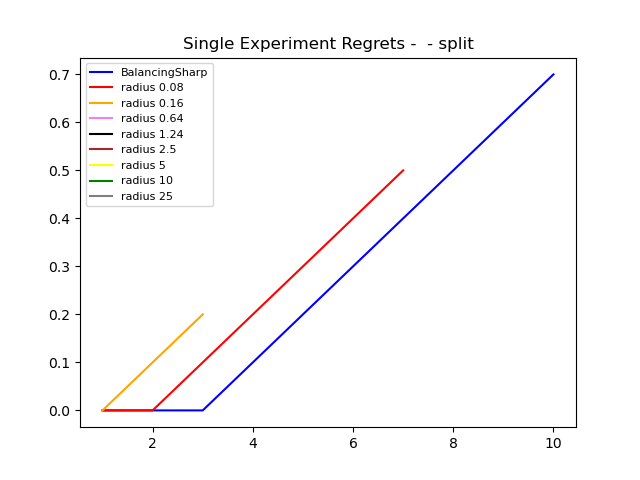 Single Experiment Regrets -  - split
BalancingSharp
radius 0.08
radius 0.16
radius 0.64
radius 1.24
radius 2.5
radius 5
radius 10
radius 25
0.7
0.6
0.5
0.4
0.3
0.2
0.1
0.0
2 4 6 8 10